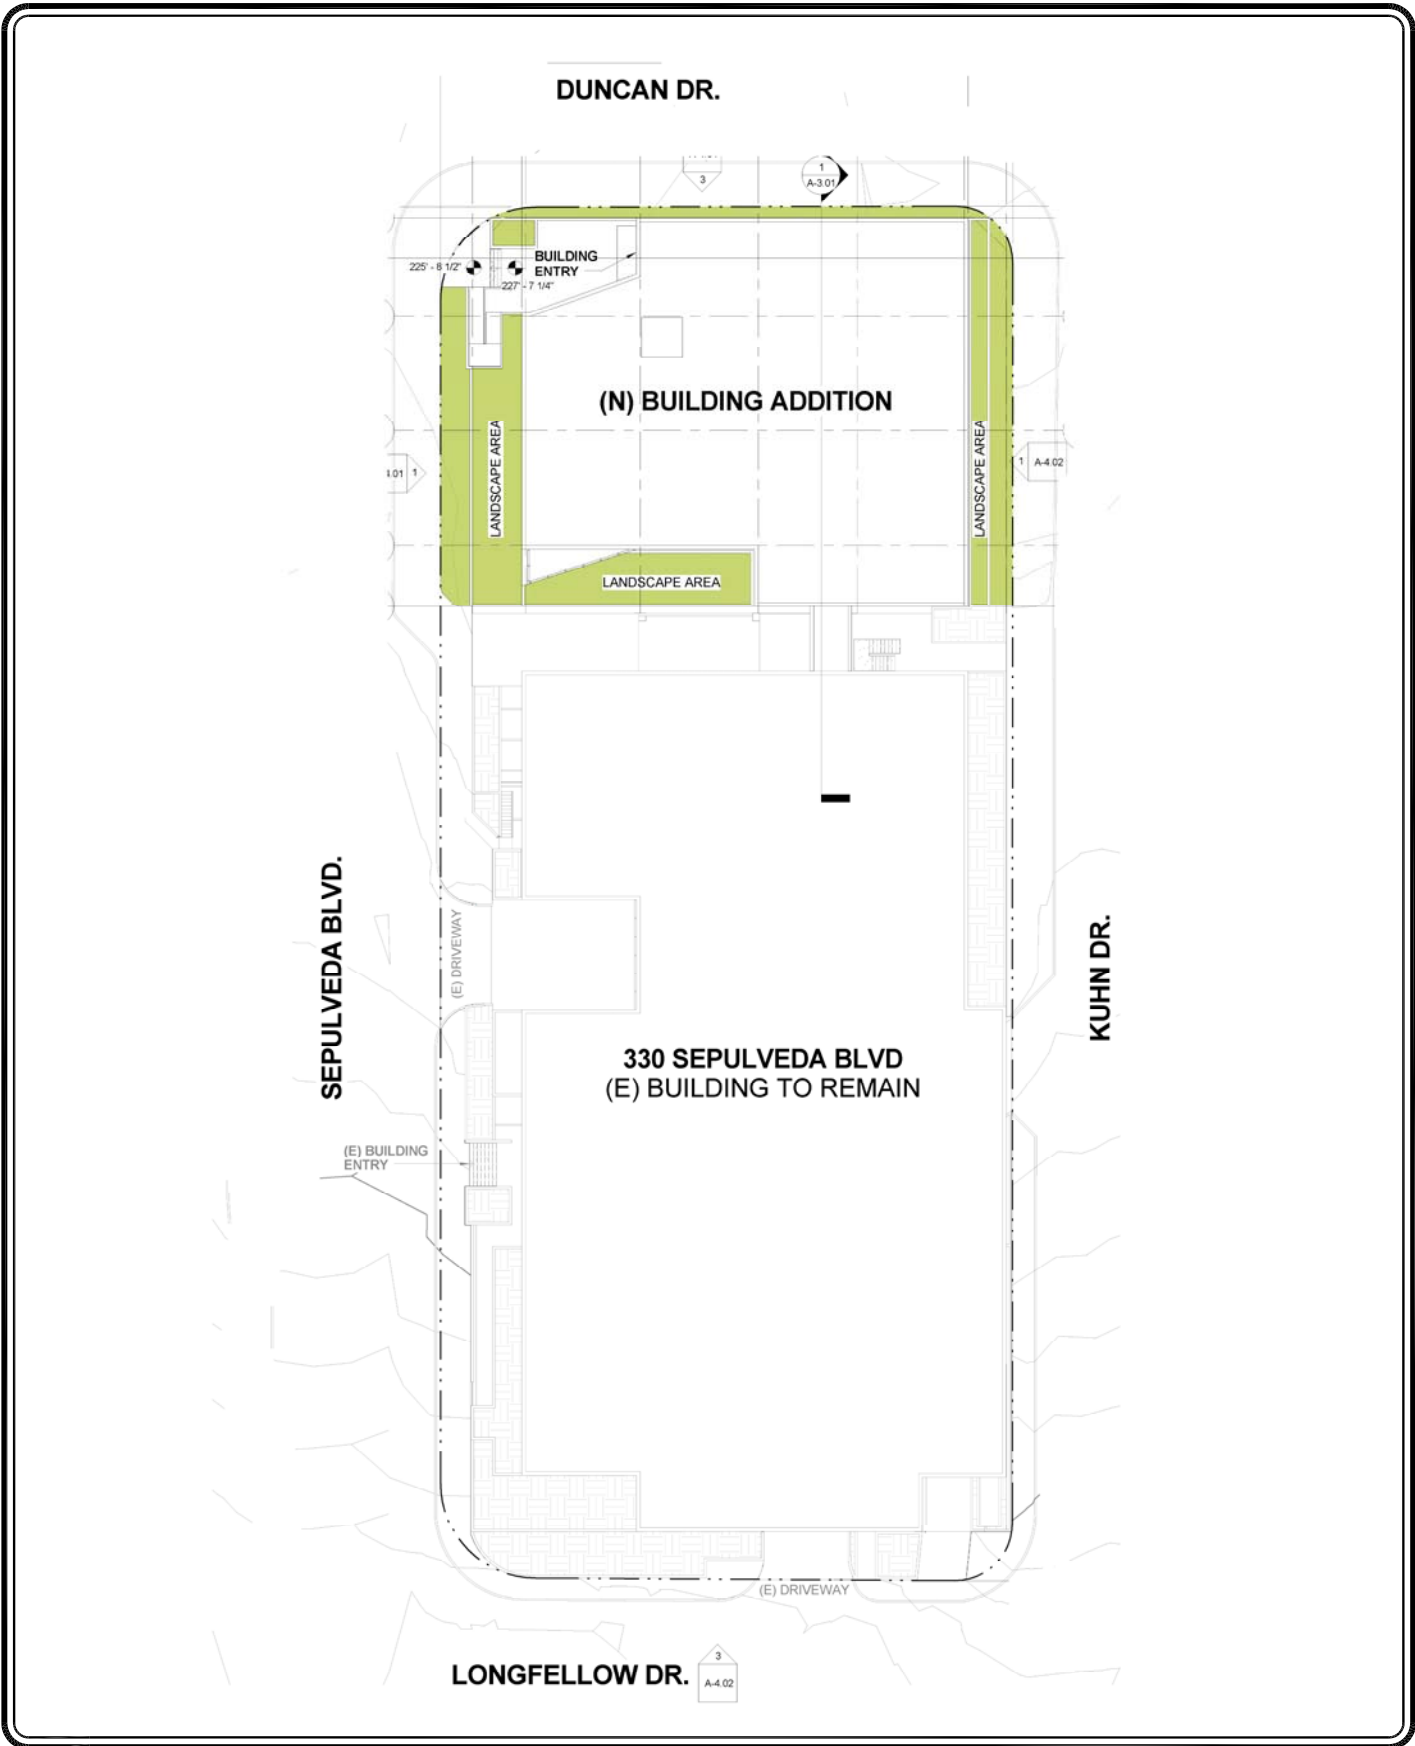 DUNCAN DR.
3
1
A-3.01
BUILDING
ENTRY
225' - 8 1/2"
227' - 7 1/4"
(N) BUILDING ADDITION
LANDSCAPE AREA
LANDSCAPE AREA
1
1
A-4.02
LANDSCAPE AREA
SEPULVEDA BLVD.
(E) DRIVEWAY
KUHN DR.
330 SEPULVEDA BLVD
(E) BUILDING TO REMAIN
(E) BUILDING
ENTRY
(E) DRIVEWAY
LONGFELLOW DR.
3
A-4.02